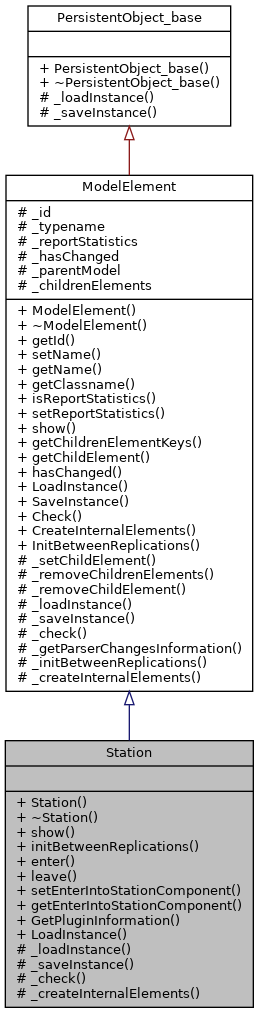 PersistentObject_base
+ PersistentObject_base()
+ ~PersistentObject_base()
# _loadInstance()
# _saveInstance()
ModelElement
# _id
# _typename
# _reportStatistics
# _hasChanged
# _parentModel
# _childrenElements
+ ModelElement()
+ ~ModelElement()
+ getId()
+ setName()
+ getName()
+ getClassname()
+ isReportStatistics()
+ setReportStatistics()
+ show()
+ getChildrenElementKeys()
+ getChildElement()
+ hasChanged()
+ LoadInstance()
+ SaveInstance()
+ Check()
+ CreateInternalElements()
+ InitBetweenReplications()
# _setChildElement()
# _removeChildrenElements()
# _removeChildElement()
# _loadInstance()
# _saveInstance()
# _check()
# _getParserChangesInformation()
# _initBetweenReplications()
# _createInternalElements()
Station
+ Station()
+ ~Station()
+ show()
+ initBetweenReplications()
+ enter()
+ leave()
+ setEnterIntoStationComponent()
+ getEnterIntoStationComponent()
+ GetPluginInformation()
+ LoadInstance()
# _loadInstance()
# _saveInstance()
# _check()
# _createInternalElements()